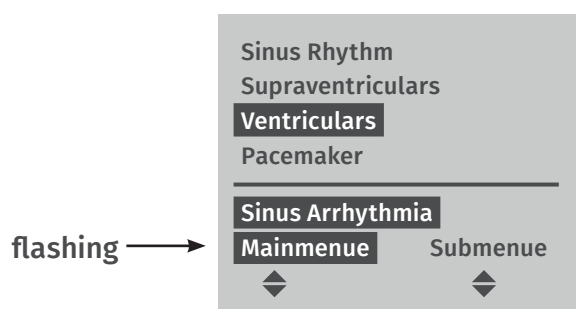 Sinus Rhythm
Supraventriculars
Ventriculars
Pacemaker
Sinus Arrhythmia
flashing Mainmenue Submenue